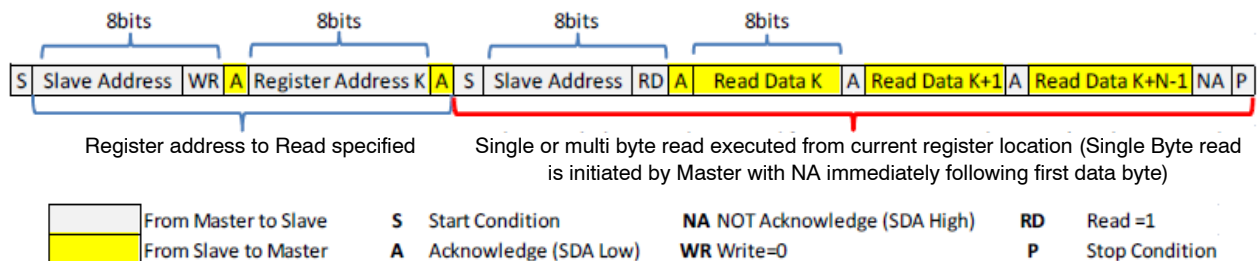 8bits 8bits 8bits 8bits
S Slave Address WR A Register Address K A S Slave Address RD A Read Data K A Read Data K+1 A Read Data K+N-1 NA P
Register address to Read specified
Single or multi byte read executed from current register location (Single Byte read
is initiated by Master with NA immediately following first data byte)
From Master to Slave S Start Condition NA NOT Acknowledge (SDA High) RD Read =1
From Slave to Master A Acknowledge (SDA Low) WR Write=0 P Stop Condition